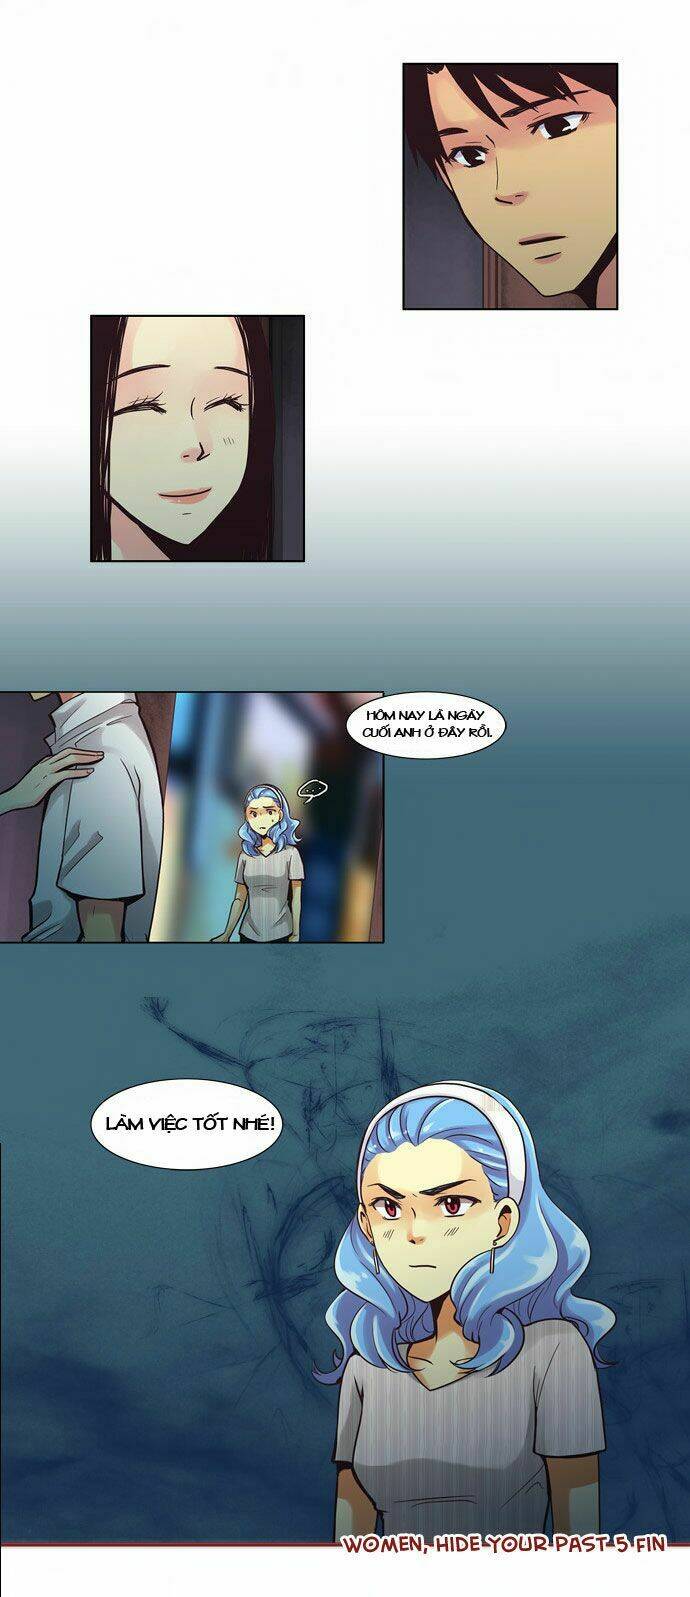 HÔM NAY LÀ NGÀY
CUỐI ANH Ở ĐÂY RỒI.
LÀM VIỆC TỐT NHÉ!
WOMEN, HIDE YOUR PAST 5 FIN